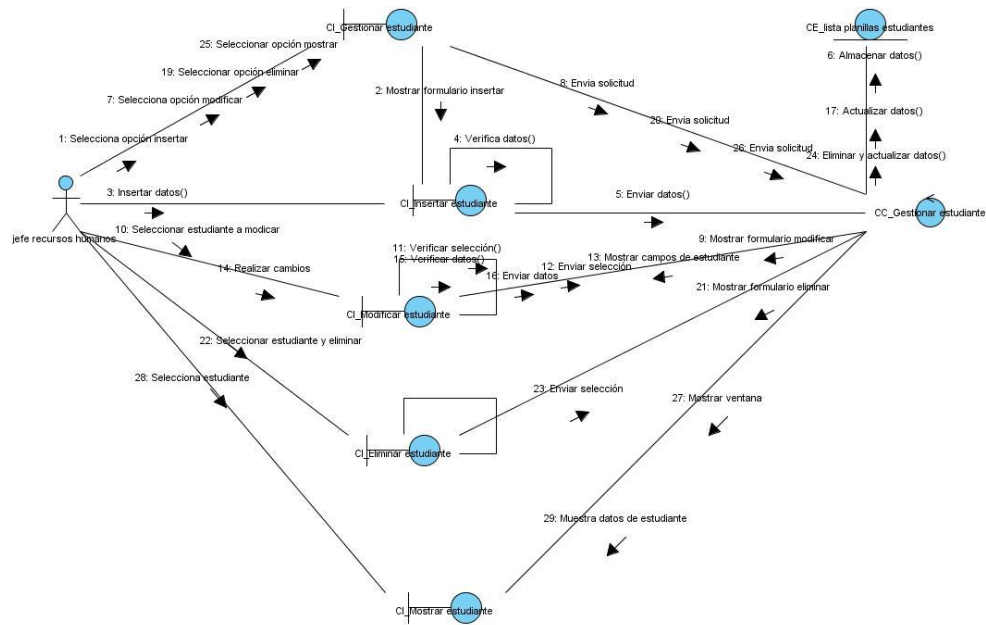 CI_Gestionar estudiante
CE_lista planillas estudiantes
25: Seleccionar opción mostrar
6: Almacenar datos()
19: Seleccionar opción eliminar
8: Envia solicitud
2: Mostrar formulario insertar
7: Selecciona opción modificar
17: Actualizar datos()
20: Envia solicitud
1: Selecciona opción insertar
4: Verifica datos()
26: Envia solicitud
24: Eliminar y actualizar datos()
3: Insertar datos()
5: Enviar datos()
CI_Insertar estudiante
CC_Gestionar estudiante
jefe recursos humanos
10: Seleccionar estudiante a modicar
9: Mostrar formulario modificar
11: Verificar selección()
13: Mostrar campos de estudiante
15: Verificar datos()
12: Enviar selección
14: Realizar cambios
16: Enviar datos
21: Mostrar formulario eliminar
CI_Modificar estudiante
22: Seleccionar estudiante y eliminar
28: Selecciona estudiante
23: Enviar selección
27: Mostrar ventana
CI_Eliminar estudiante
29: Muestra datos de estudiante
CI_Mostrar estudiante